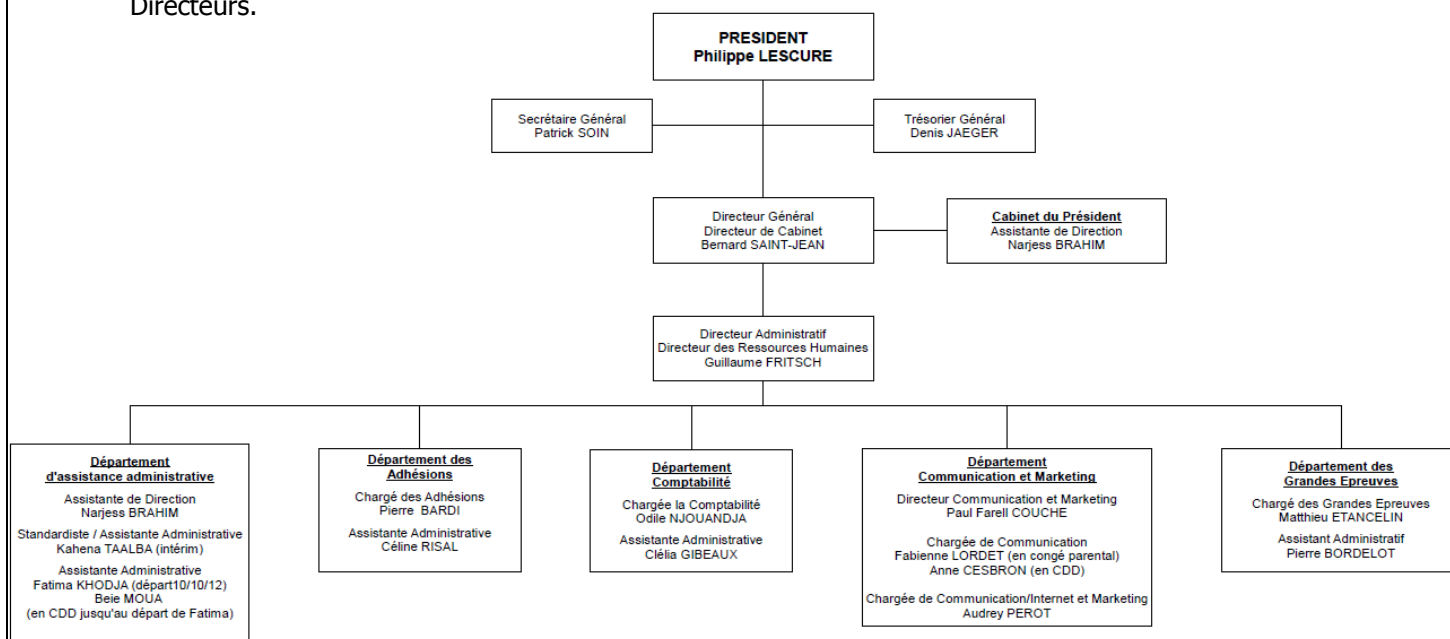 Directeurs.
PRESIDENT
Philippe LESCURE
Secrétaire Général
Patrick SOIN
Trésorier Général
Denis JAEGER
Directeur Général
Directeur de Cabinet
Bernard SAINT-JEAN
Cabinet du Président
Assistante de Direction
Narjess BRAHIM
Directeur Administratif
Directeur des Ressources Humaines
Guillaume FRITSCH
Département
d'assistance administrative
Assistante de Direction
Narjess BRAHIM
Standardiste / Assistante Administrative
Kahena TAALBA (intérim)
Assistante Administrative
Fatima KHODJA (départ10/10/12)
Beie MOUA
(en CDD jusqu'au départ de Fatima)
Département des
Adhésions
Chargé des Adhésions
Pierre BARDI
Assistante Administrative
Céline RISAL
Département
Comptabilité
Chargée la Comptabilité
Odile NJOUANDJA
Assistante Administrative
Clélia GIBEAUX
Département
Communication et Marketing
Directeur Communication et Marketing
Paul Farell COUCHE
Chargée de Communication
Fabienne LORDET (en congé parental)
Anne CESBRON (en CDD)
Chargée de Communication/Internet et Marketing
Audrey PEROT
Département des
Grandes Epreuves
Chargé des Grandes Epreuves
Matthieu ETANCELIN
Assistant Administratif
Pierre BORDELOT